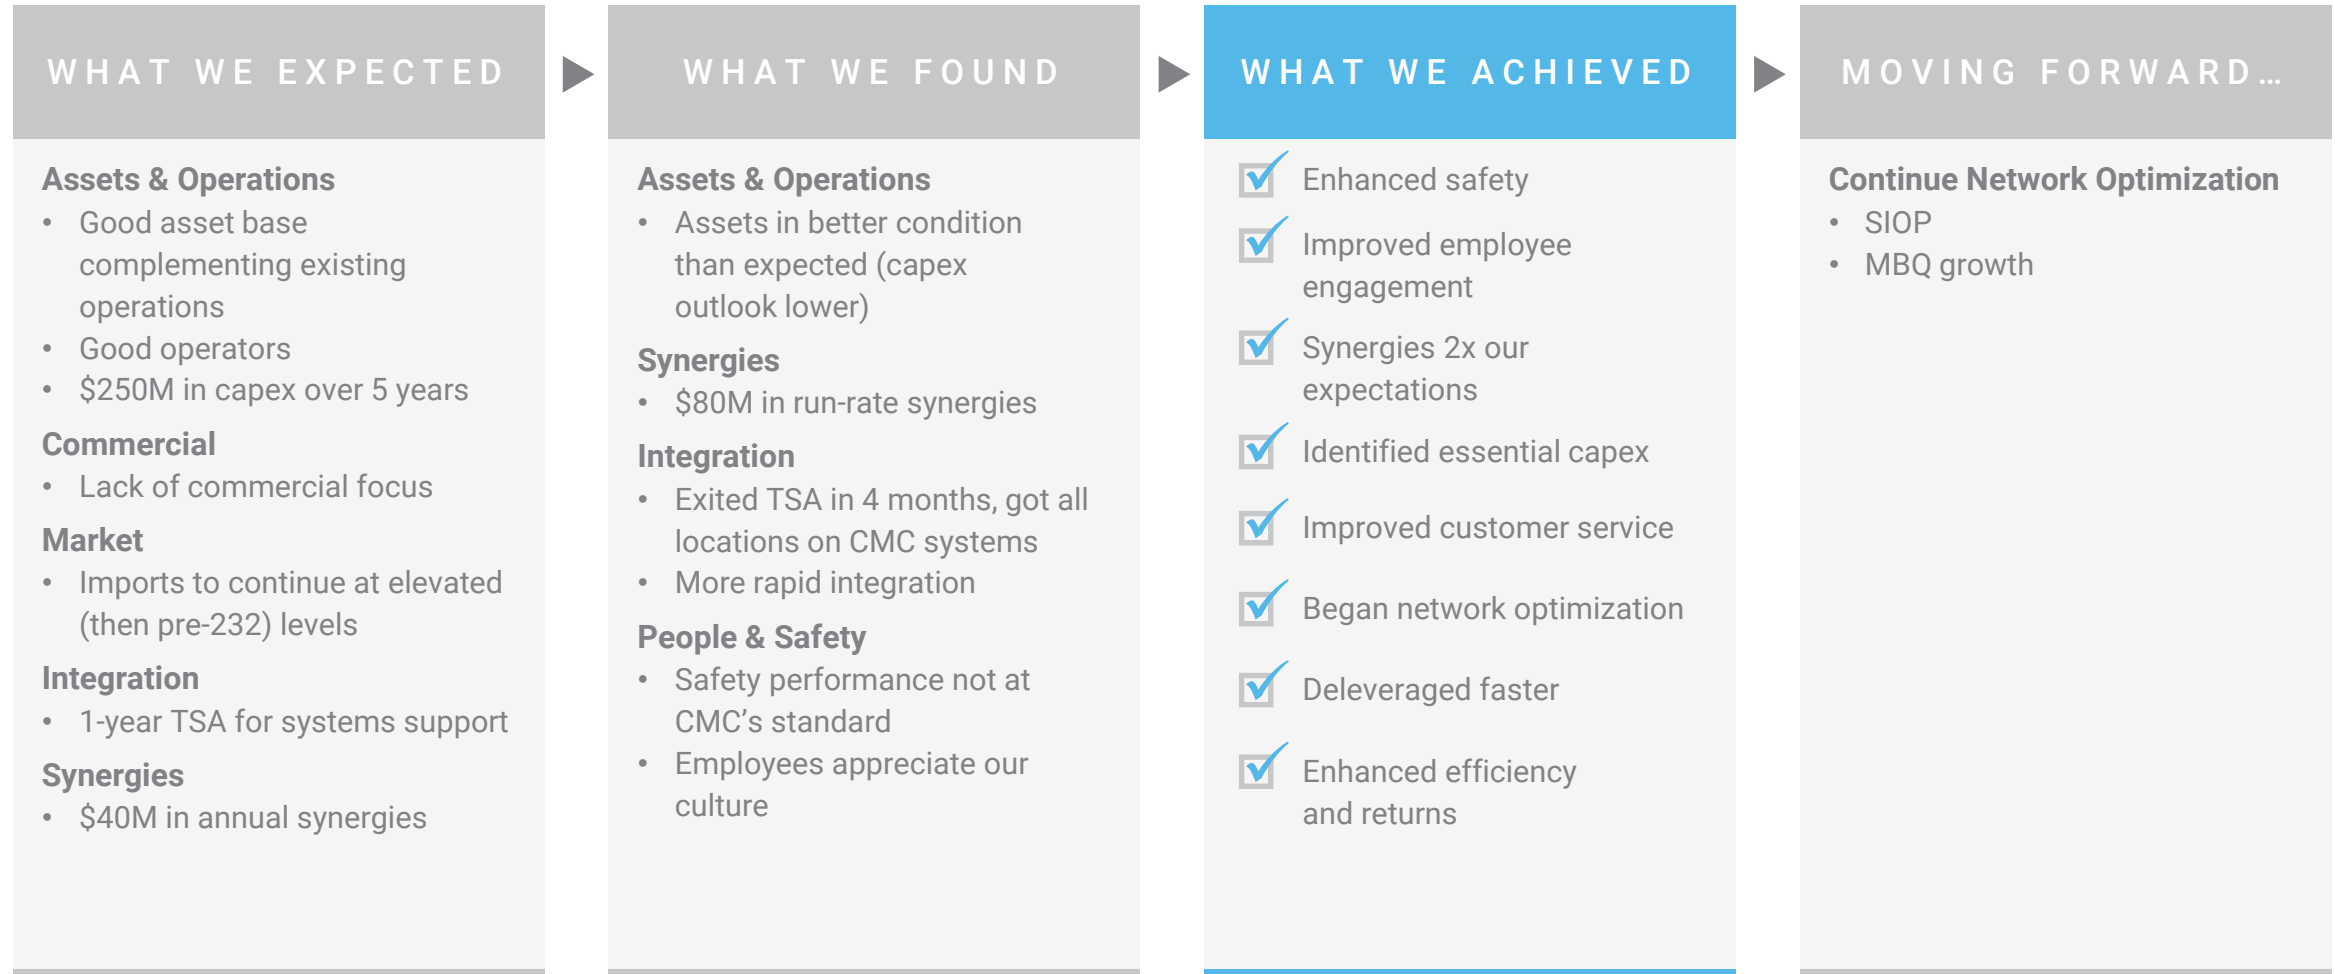 WHAT WE EXPECTED
Assets & Operations
• Good asset base
complementing existing
operations
• Good operators
• $250M in capex over 5 years
Commercial
• Lack of commercial focus
Market
• Imports to continue at elevated
(then pre-232) levels
Integration
• 1-year TSA for systems support
Synergies
• $40M in annual synergies
WHAT WE FOUND
Assets & Operations
• Assets in better condition
than expected (capex
outlook lower)
Synergies
• $80M in run-rate synergies
Integration
• Exited TSA in 4 months, got all
locations on CMC systems
• More rapid integration
People & Safety
• Safety performance not at
CMC’s standard
• Employees appreciate our
culture
WHAT WE ACHIEVED
Enhanced safety
Improved employee
engagement
Synergies 2x our
expectations
Identified essential capex
Improved customer service
Began network optimization
Deleveraged faster
Enhanced efficiency
and returns
MOVING FORWARD…
Continue Network Optimization
• SIOP
• MBQ growth